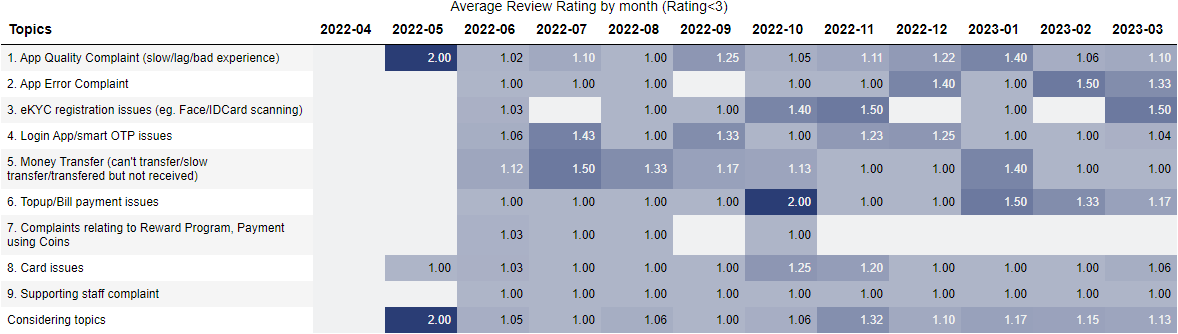 Average Review Rating by month (Rating<3)
Topics 2022-04 2022-05 2022-06 2022-07 2022-08 2022-09 2022-10 2022-11 2022-12 2023-01 2023-02 2023-03
1. App Quality Complaint (slow/lag/bad experience) 2.00 1.02 1.10 1.00 1.25 1.05 1.11 1.22 1.40 1.06 1.10
2. App Error Complaint 1.00 1.00 1.00 1.00 1.00 1.40 1.00 1.50 1.33
3. eKYC registration issues (eg. Face/IDCard scanning) 1.03 1.00 1.00 1.40 1.50 1.00 1.50
4. Login App/smart OTP issues 1.06 1.43 1.00 1.33 1.00 1.23 1.25 1.00 1.00 1.04
5. Money Transfer (can't transfer/slow
transfer/transfered but not received) 1.12 1.50 1.33 1.17 1.13 1.00 1.00 1.40 1.00 1.00
6. Topup/Bill payment issues 1.00 1.00 1.00 1.00 2.00 1.00 1.00 1.50 1.33 1.17
7. Complaints relating to Reward Program, Payment
using Coins 1.03 1.00 1.00 1.00
8. Card issues 1.00 1.03 1.00 1.00 1.00 1.25 1.20 1.00 1.00 1.00 1.06
9. Supporting staff complaint 1.00 1.00 1.00 1.00 1.00 1.00 1.00 1.00 1.00 1.00
Considering topics 2.00 1.05 1.00 1.06 1.00 1.06 1.32 1.10 1.17 1.15 1.13